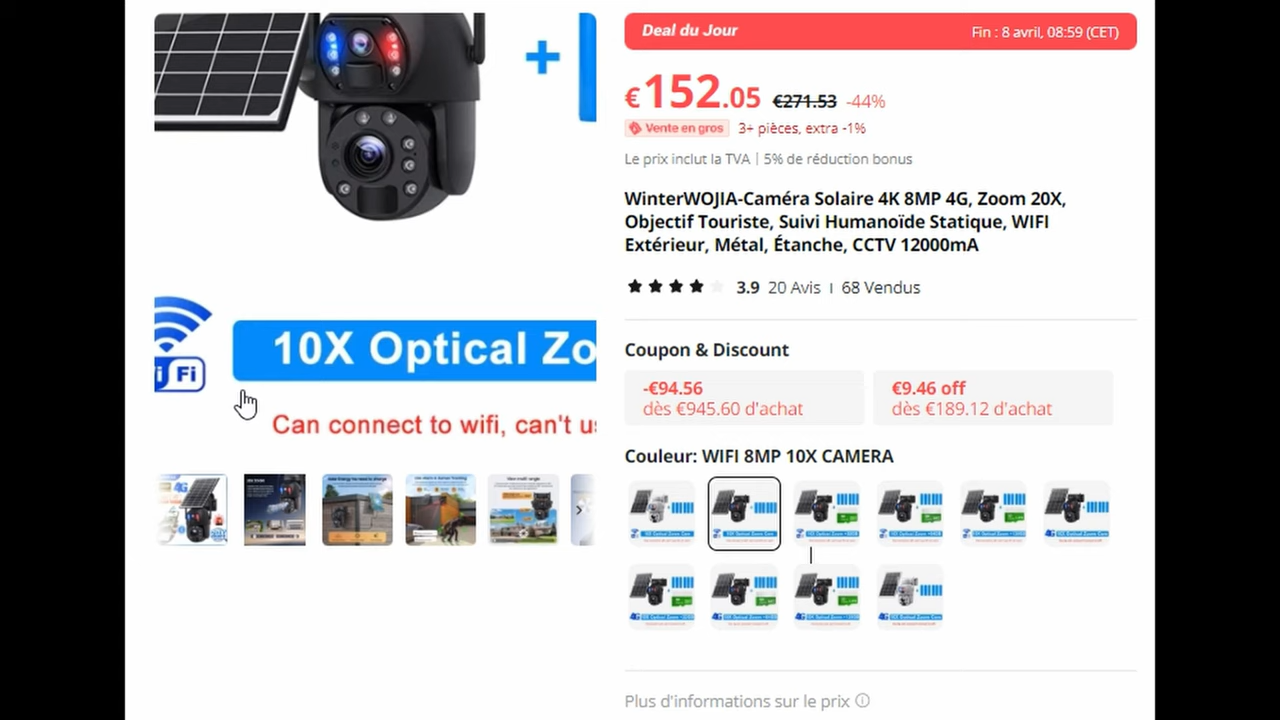 Deal du Jour
Fin : 8 avril, 08:59 (CET)
€152.05 €271.53 -44%
Vente en gros 3+ pièces, extra -1%
Le prix inclut la TVA | 5% de réduction bonus
WinterWOJIA-Caméra Solaire 4K 8MP 4G, Zoom 20X,
Objectif Touriste, Suivi Humanoïde Statique, WIFI
Extérieur, Métal, Étanche, CCTV 12000mA
3.9 20 Avis | 68 Vendus
Fi
10X Optical Zo
Can connect to wifi, can't u
Coupon & Discount
-€94.56
dès €945.60 d'achat
€9.46 off
dès €189.12 d'achat
Couleur: WIFI 8MP 10X CAMERA
Plus d'informations sur le prix